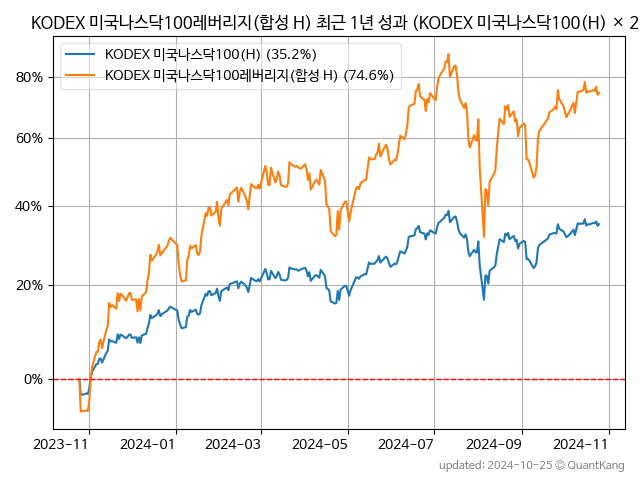 KODEX 미국나스닥100레버리지(합성 H) 최근 1년 성과 (KODEX 미국나스닥100(H) × 2
KODEX 미국나스닥100(H) (35.2%)
KODEX 미국나스닥100레버리지(합성 H) (74.6%)
80%
60%
40%
20%
0%
2023-11 2024-01 2024-03 2024-05 2024-07 2024-09 2024-11
updated: 2024-10-25 © QuantKang